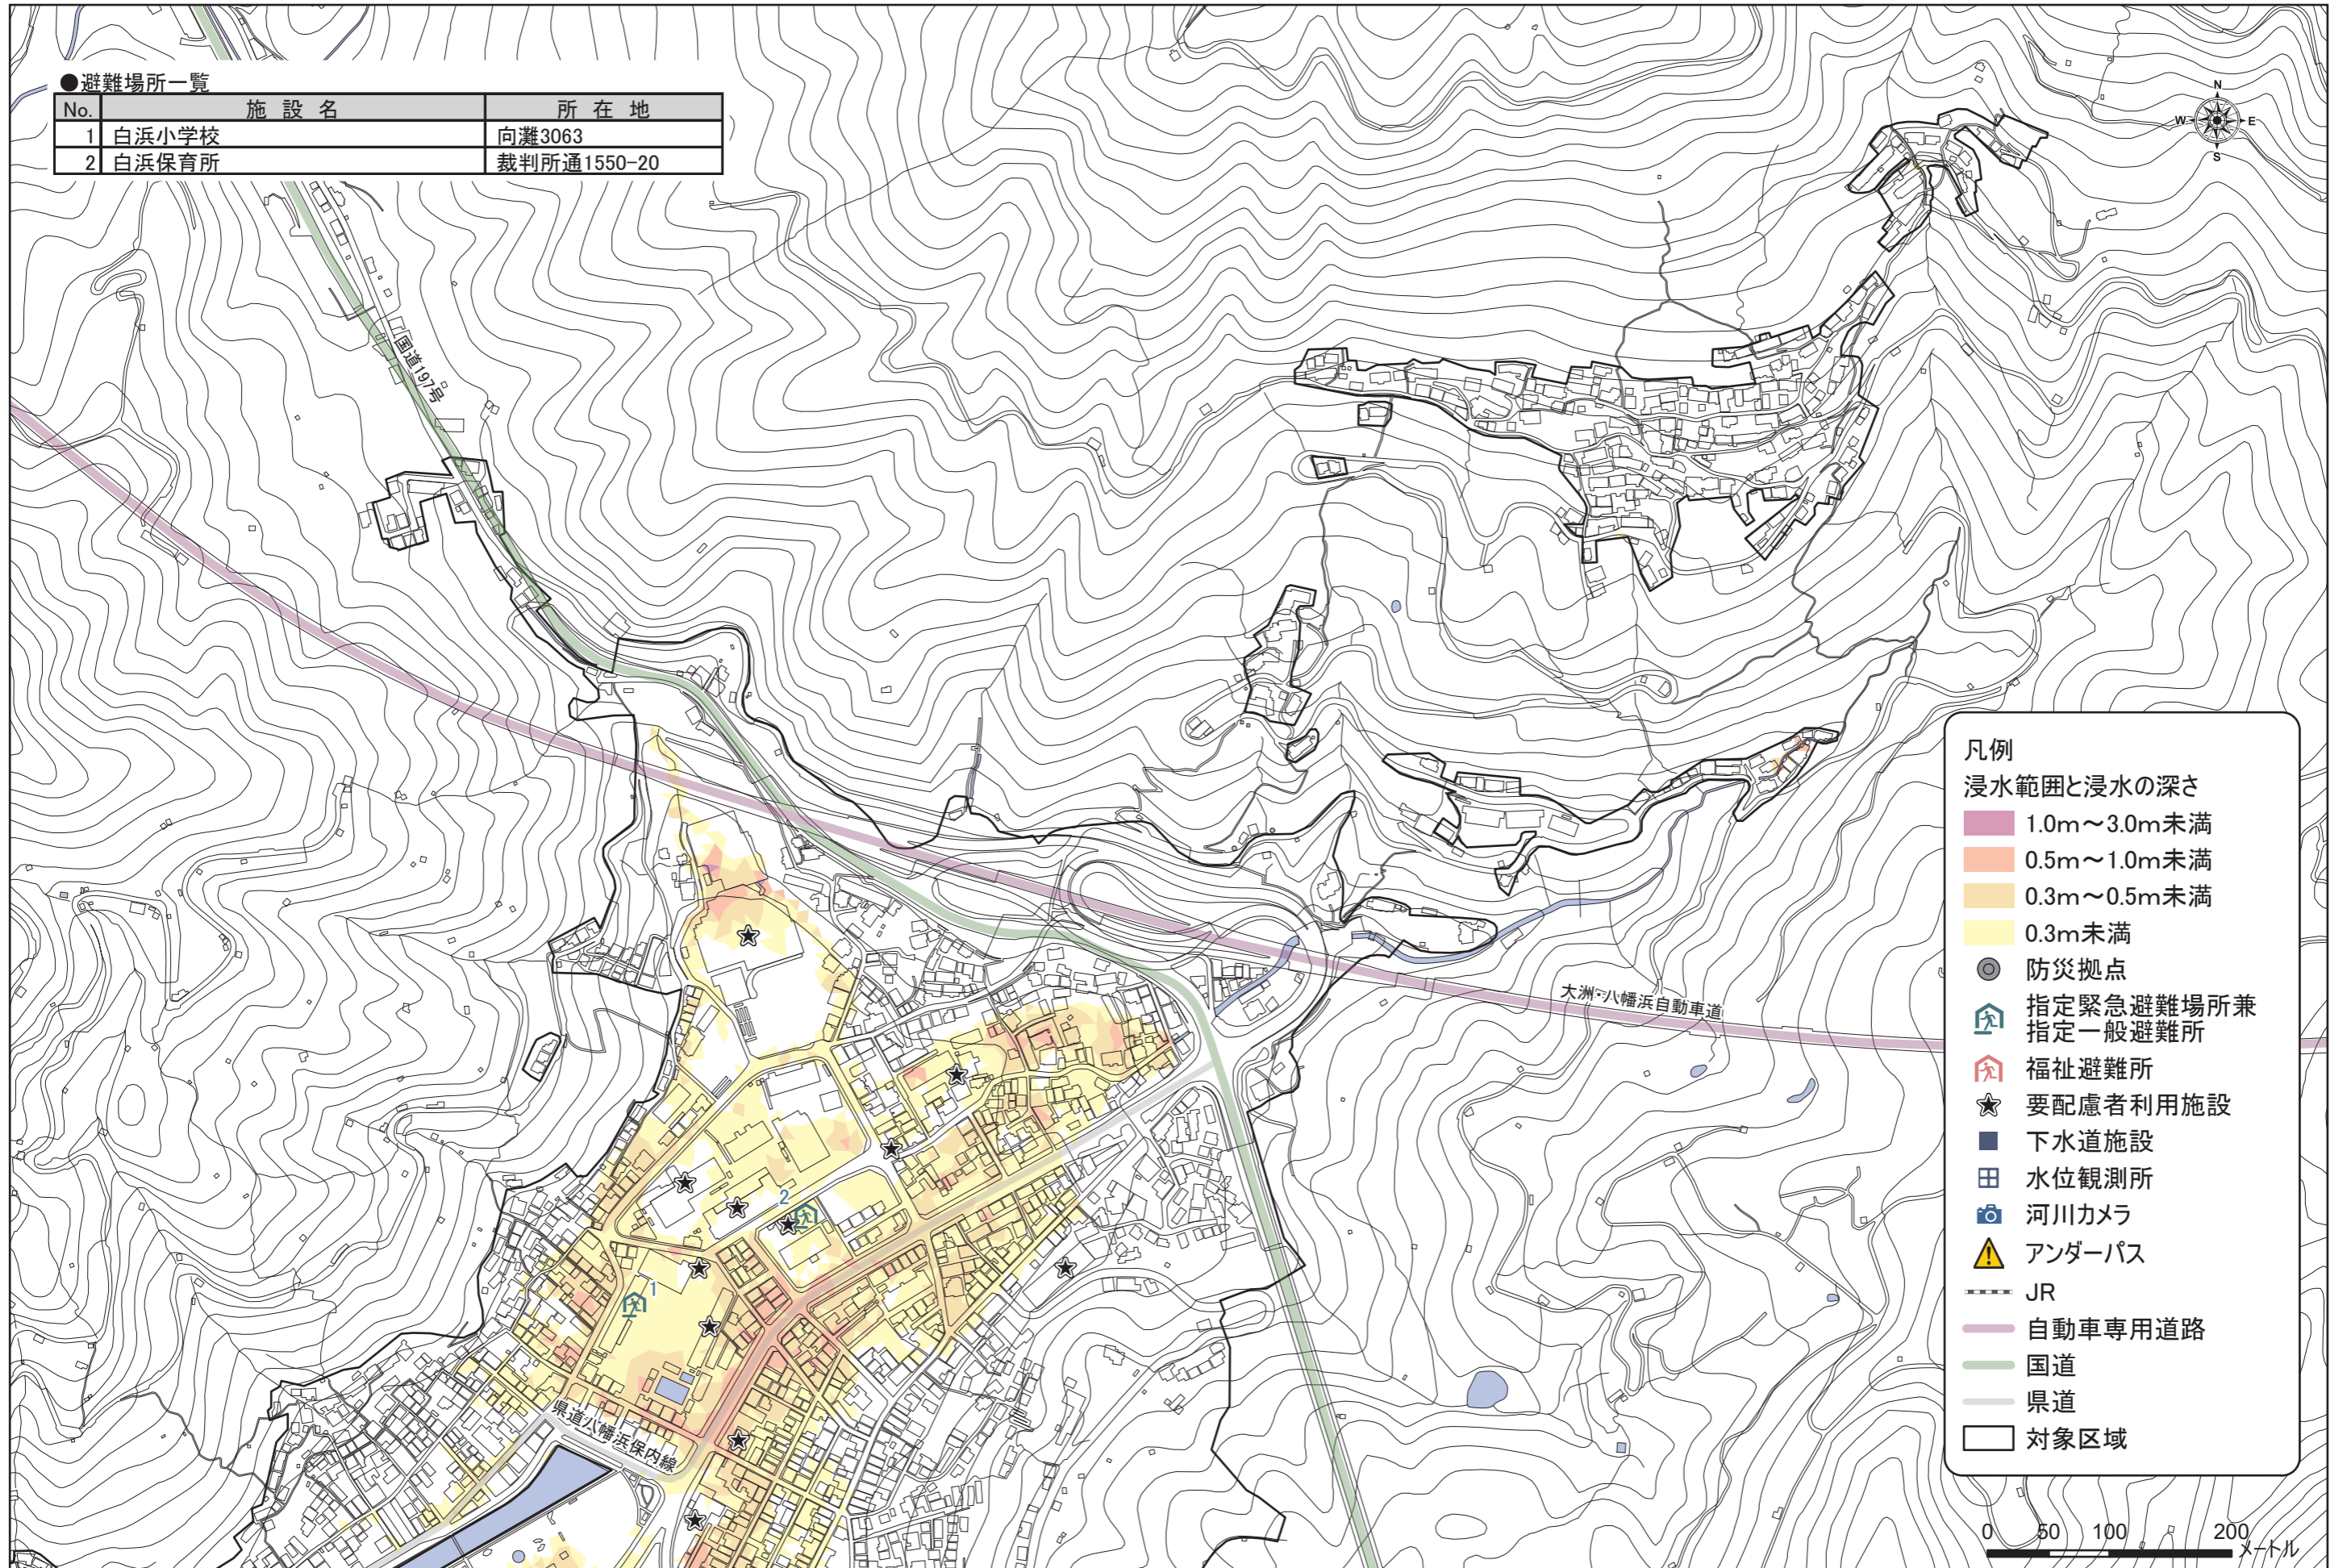 ●避難場所一覧
No. 施設名 所在地
1 白浜小学校 向灘3063
2 白浜保育所 裁判所通1550-20
N
W E
S
国道197号
大洲・八幡浜自動車道
2
1
県道八幡浜保内線
凡例
浸水範囲と浸水の深さ
1.0m～3.0m未満
0.5m～1.0m未満
0.3m～0.5m未満
0.3m未満
防災拠点
指定緊急避難場所兼
指定一般避難所
福祉避難所
要配慮者利用施設
下水道施設
水位観測所
河川カメラ
アンダーパス
JR
自動車専用道路
国道
県道
対象区域
0 50 100 200
メートル